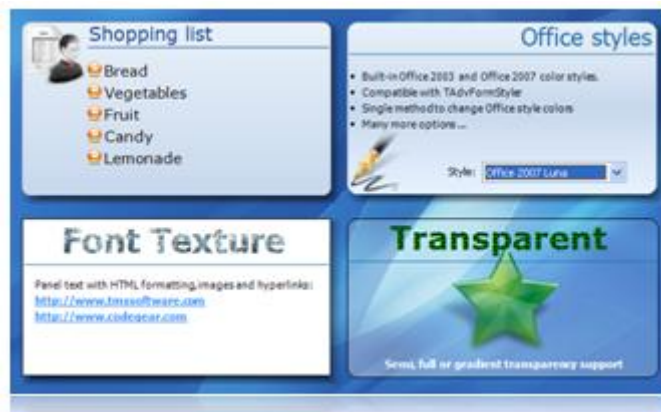 Shopping list
Bread
Vegetables
Fruit
Candy
Lemonade
Office styles
• Built-in Office 2003 and Office 2007 color styles.
• Compatible with TAdvFormStyler
• Single method to change Office style colors
• Many more options...
Style: Office 2007 Luna
Font Texture
Panel text with HTML formatting, images and hyperlinks:
http://www.tmssoftware.com
http://www.codegear.com
Transparent
Semi, full or gradient transparency support